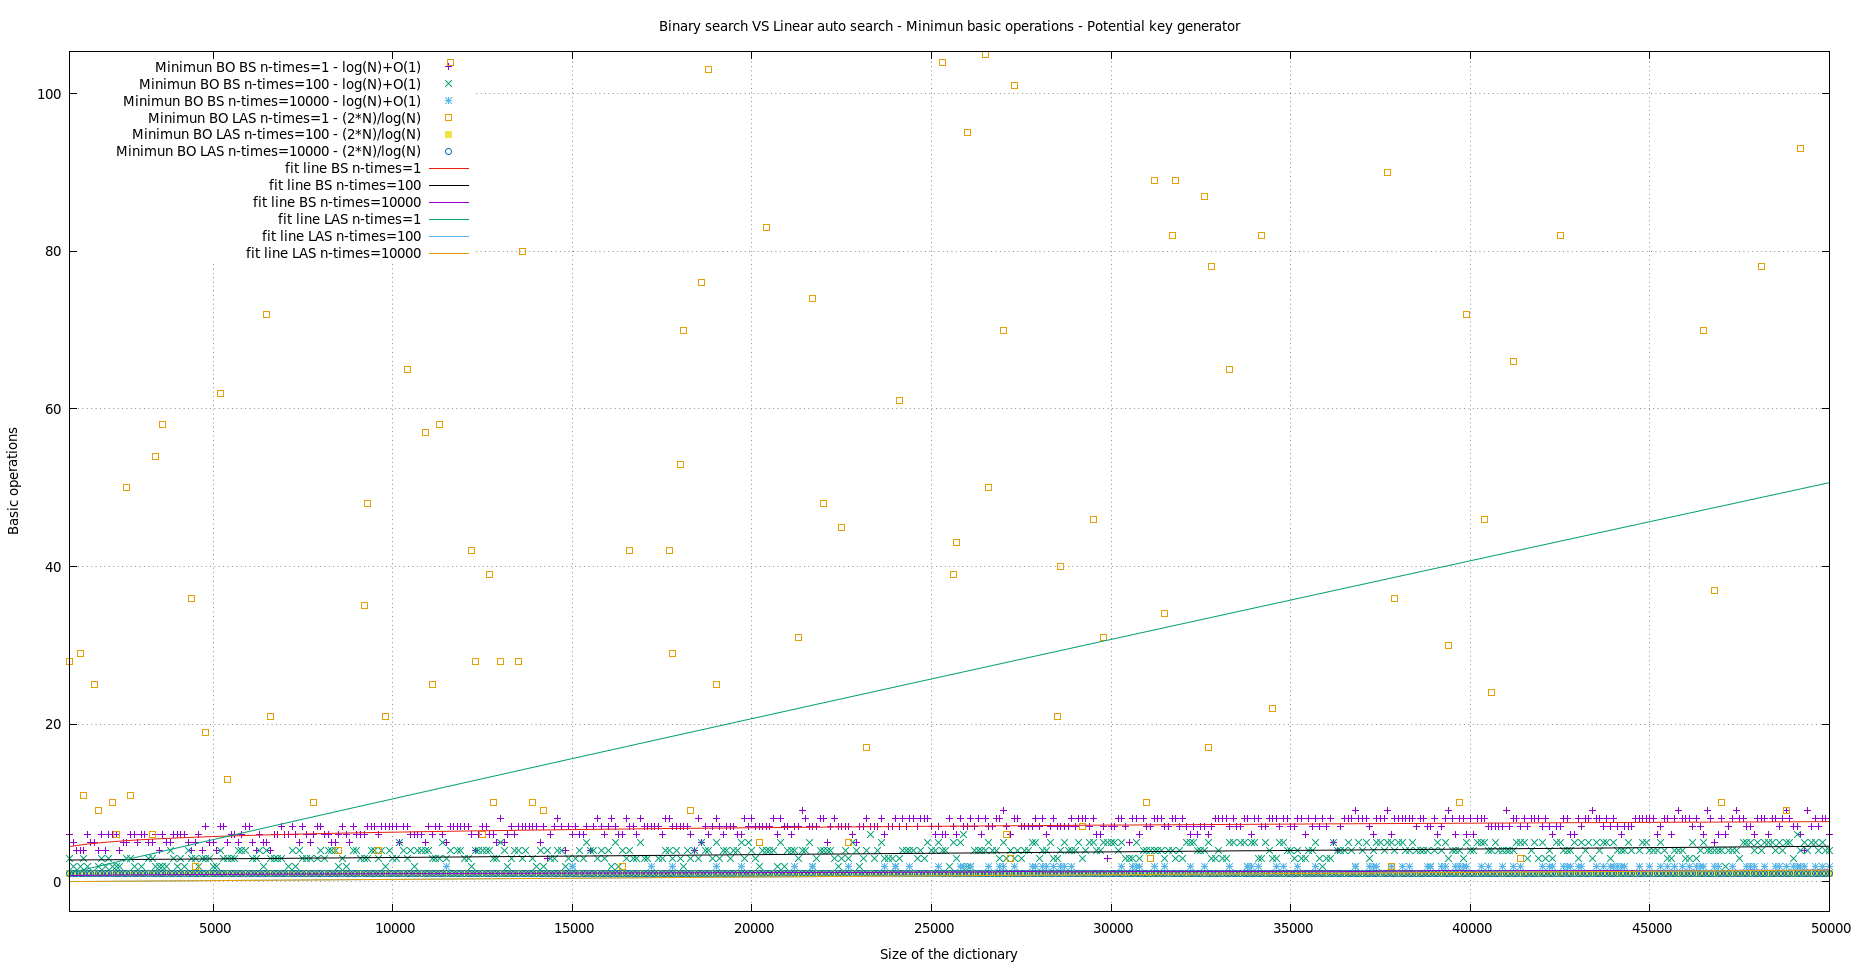 Binary search VS Linear auto search - Minimun basic operations - Potential key generator
Minimun BO BS n-times=1 - log(N)+O(1)
Minimun BO BS n-times=100 - log(N)+O(1)
Minimun BO BS n-times=10000 - log(N)+O(1)
Minimun BO LAS n-times=1 - (2*N)/log(N)
Minimun BO LAS n-times=100 - (2*N)/log(N)
Minimun BO LAS n-times=10000 - (2*N)/log(N)
fit line BS n-times=1
fit line BS n-times=100
fit line BS n-times=10000
fit line LAS n-times=1
fit line LAS n-times=100
fit line LAS n-times=10000
100
80
60
40
20
0
Basic operations
5000 10000 15000 20000 25000 30000 35000 40000 45000 50000
Size of the dictionary